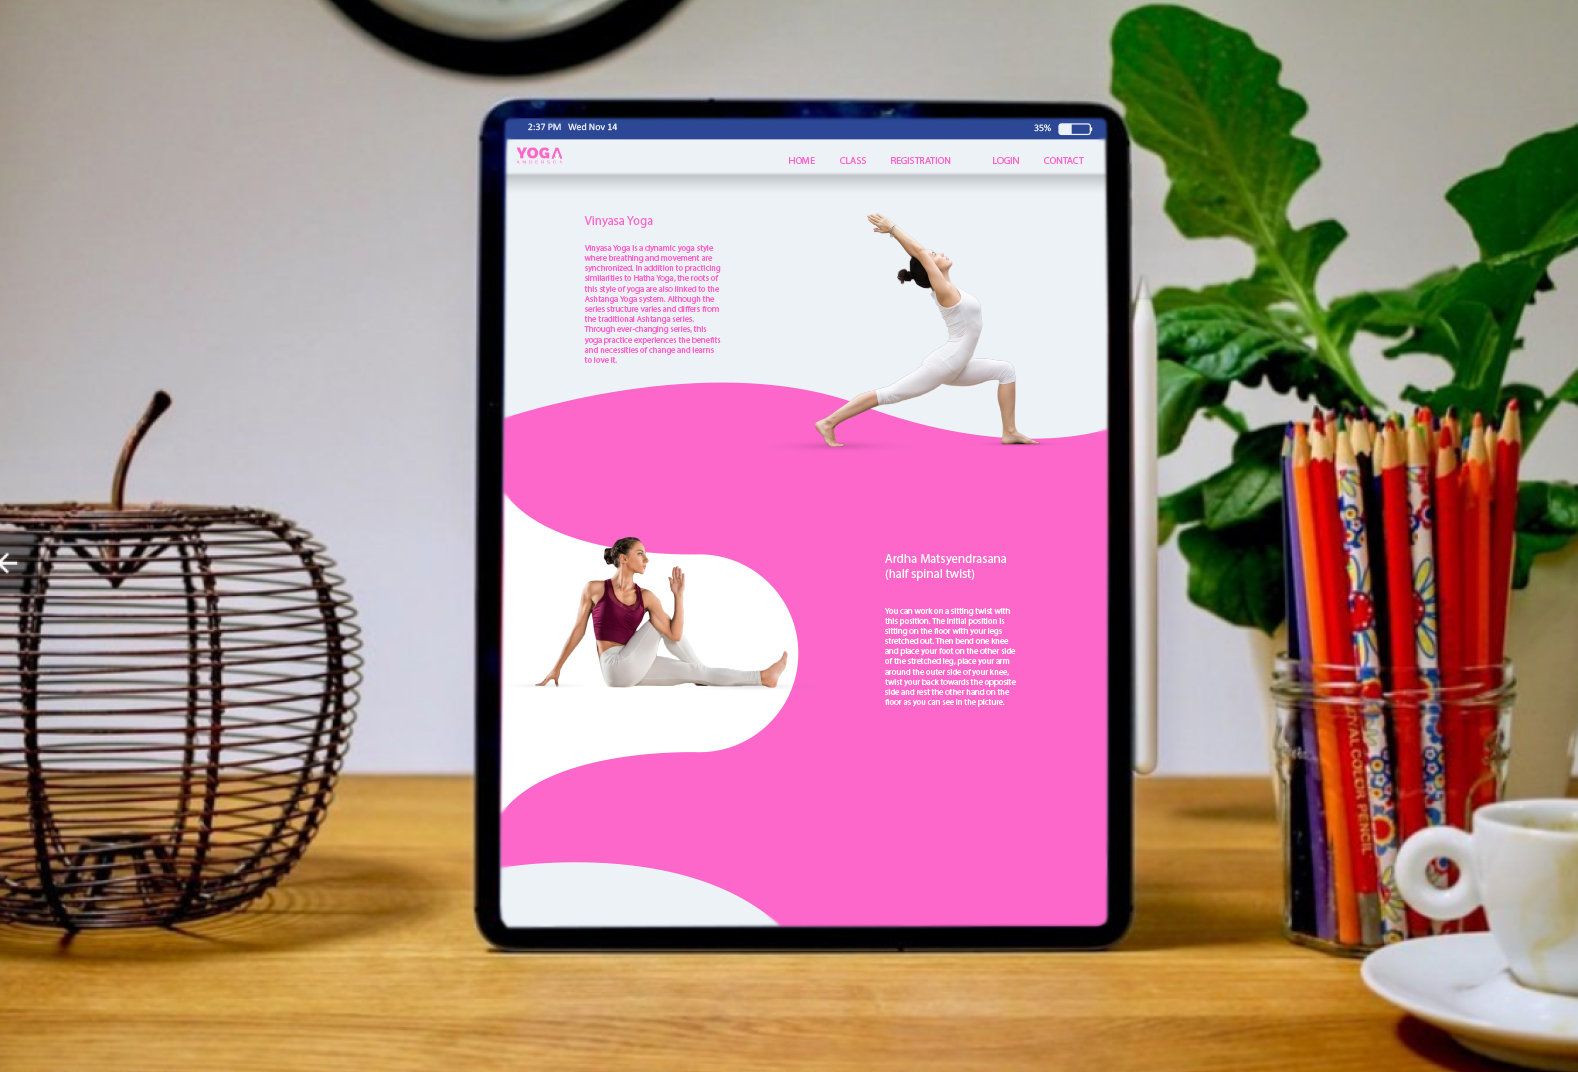 2:37 PM Wed Nov 14
35%
YOGA
HOME CLASS REGISTRATION LOGIN CONTACT
Vinyasa Yoga
Vinyasa Yoga is a dynamic yoga style
where breathing and movement are
synchronized. In addition to practicing
similarities to Hatha Yoga, the roots of
this style of yoga are also linked to the
Ashtanga Yoga system. Although the
series structure varies and differs from
the traditional Ashtanga series.
Through ever-changing series, this
yoga practice experiences the benefits
and necessities of change and learns
to love it.
Ardha Matsyendrasana
(half spinal twist)
You can work on a sitting twist with
this position. The initial position is
sitting on the floor with your legs
stretched out. Then bend one knee
and place your foot on the other side
of the stretched leg, place your arm
around the outer side of your knee,
twist your back towards the opposite
side and rest the other hand on the
floor as you can see in the picture.
COLOR PENCIL